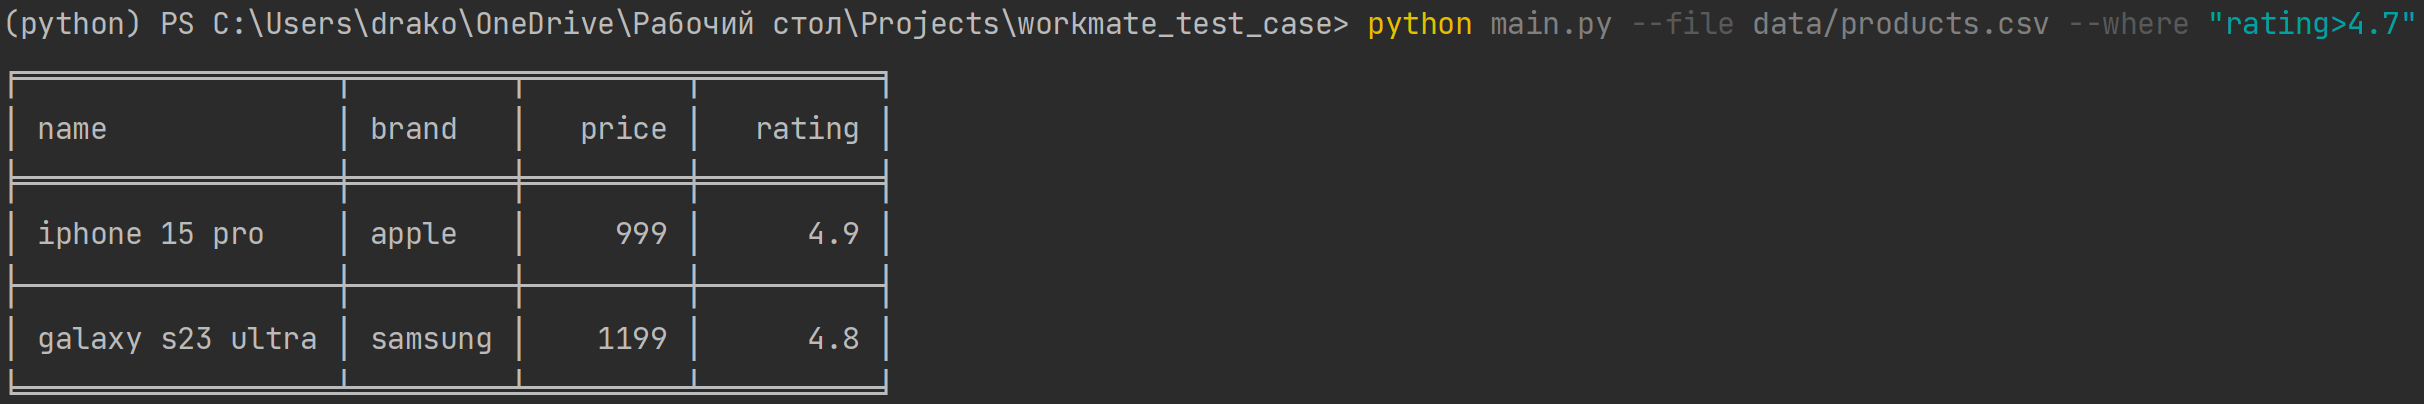 (python) PS C:\Users\drako\OneDrive\Рабочий стол\Projects\workmate_test_case> python main.py --file data/products.csv --where "rating>4.7"
name brand price rating
iphone 15 pro apple 999 4.9
galaxy s23 ultra samsung 1199 4.8